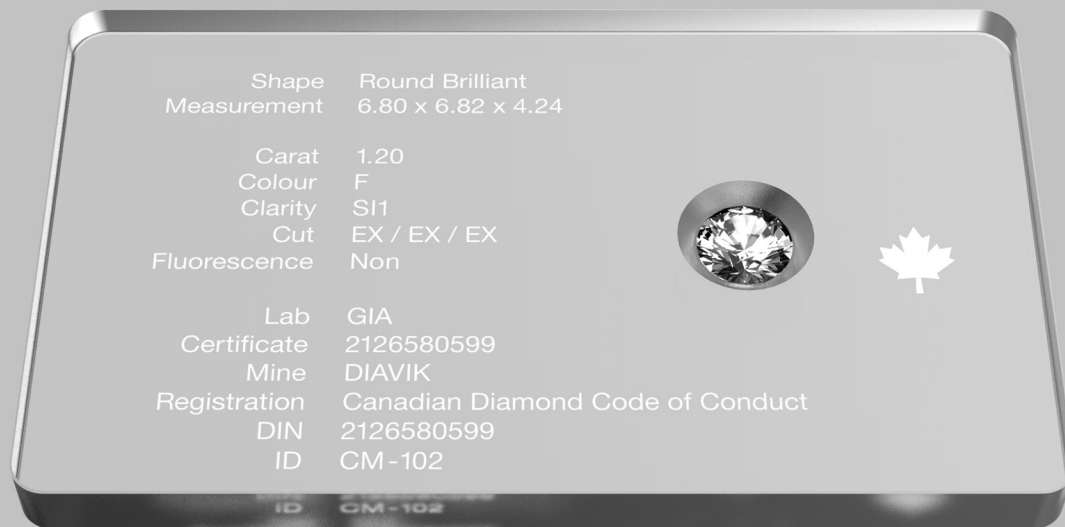 Shape Round Brilliant
Measurement 6.80 x 6.82 x 4.24
Carat 1.20
Colour F
Clarity SI1
Cut EX / EX / EX
Fluorescence Non
Lab GIA
Certificate 2126580599
Mine DIAVIK
Registration Canadian Diamond Code of Conduct
DIN 2126580599
ID CM-102